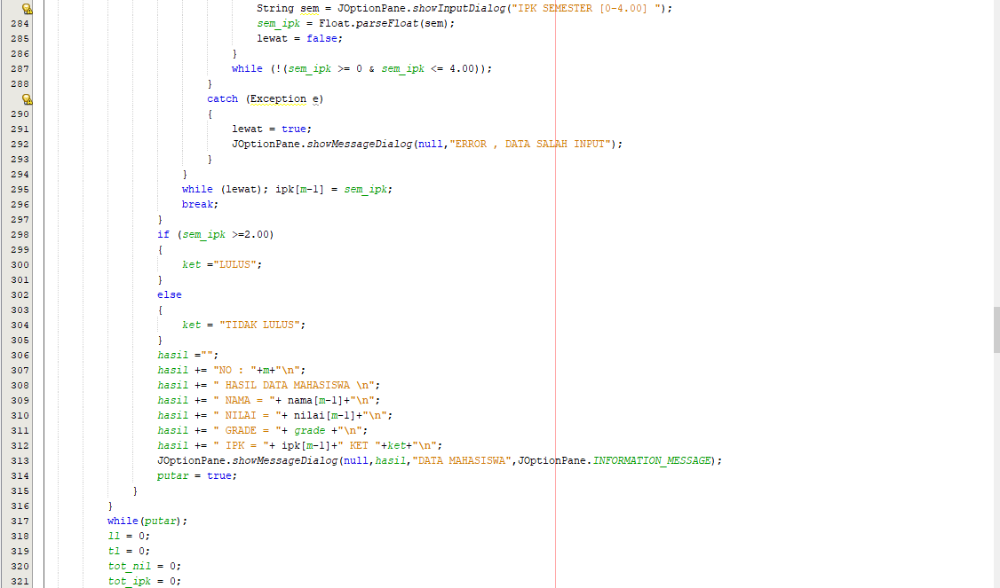 String sem = JOptionPane.showInputDialog("IPK SEMESTER [0-4.00] ");
284 sem_ipk = Float.parseFloat(sem);
285 lewat = false;
286 }
287 while (!(sem_ipk >= 0 & sem_ipk <= 4.00));
288 }
catch (Exception e)
290 {
291 lewat = true;
292 JOptionPane.showMessageDialog(null,"ERROR , DATA SALAH INPUT");
293 }
294 }
295 while (lewat); ipk[m-1] = sem_ipk;
296 break;
297 }
298 if (sem_ipk >=2.00)
299 {
300 ket ="LULUS";
301 }
302 else
303 {
304 ket = "TIDAK LULUS";
305 }
306 hasil ="";
307 hasil += "NO : "+m+"\n";
308 hasil += " HASIL DATA MAHASISWA \n";
309 hasil += " NAMA = "+ nama[m-1]+"\n";
310 hasil += " NILAI = "+ nilai[m-1]+"\n";
311 hasil += " GRADE = "+ grade +"\n";
312 hasil += " IPK = "+ ipk[m-1]+" KET "+ket+"\n";
313 JOptionPane.showMessageDialog(null,hasil,"DATA MAHASISWA",JOptionPane.INFORMATION_MESSAGE);
314 putar = true;
315 }
316 }
317 while(putar);
318 ll = 0;
319 tl = 0;
320 tot_nil = 0;
321 tot_ipk = 0;